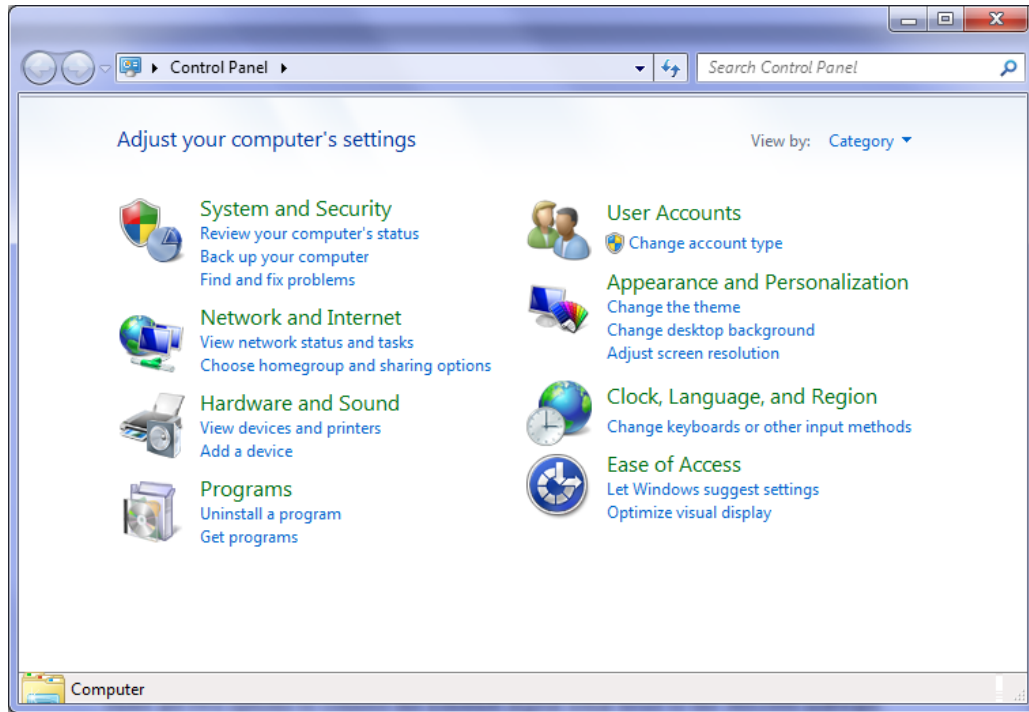 Control Panel
Search Control Panel
Adjust your computer's settings
View by: Category
System and Security
Review your computer's status
Back up your computer
Find and fix problems
Network and Internet
View network status and tasks
Choose homegroup and sharing options
Hardware and Sound
View devices and printers
Add a device
Programs
Uninstall a program
Get programs
User Accounts
Change account type
Appearance and Personalization
Change the theme
Change desktop background
Adjust screen resolution
Clock, Language, and Region
Change keyboards or other input methods
Ease of Access
Let Windows suggest settings
Optimize visual display
Computer